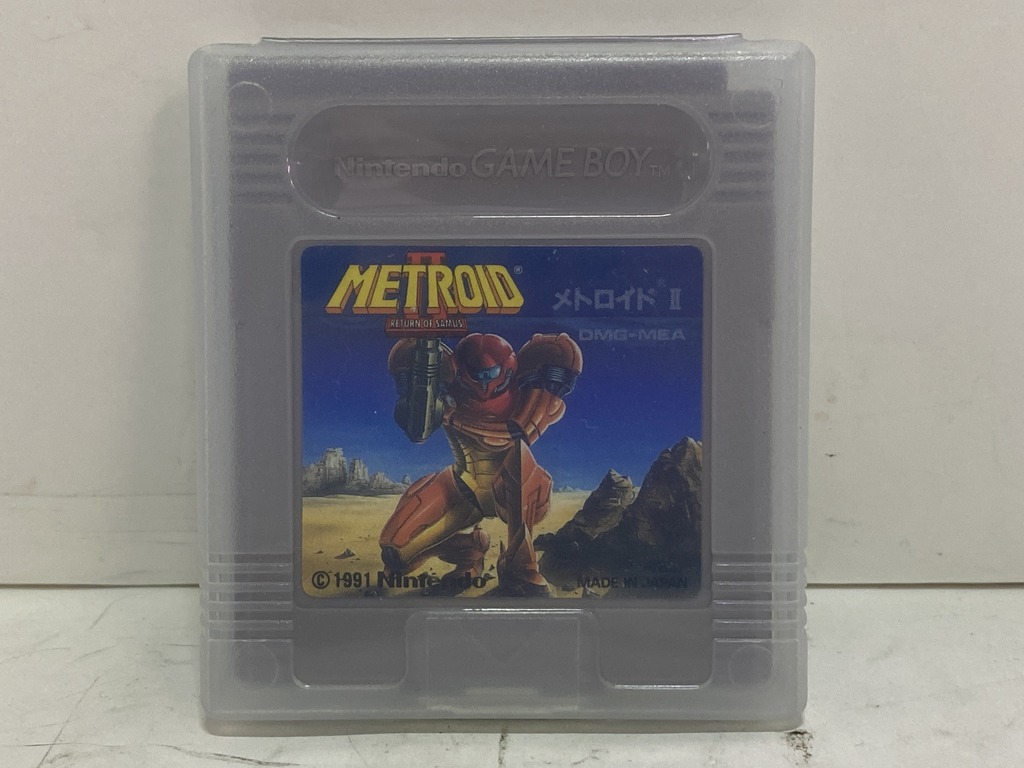 Nintendo GAME BOY TM
METROID® II
RETURN OF SAMUS
メトロイド® II
DMG-MEA
© 1991 Nintendo
MADE IN JAPAN